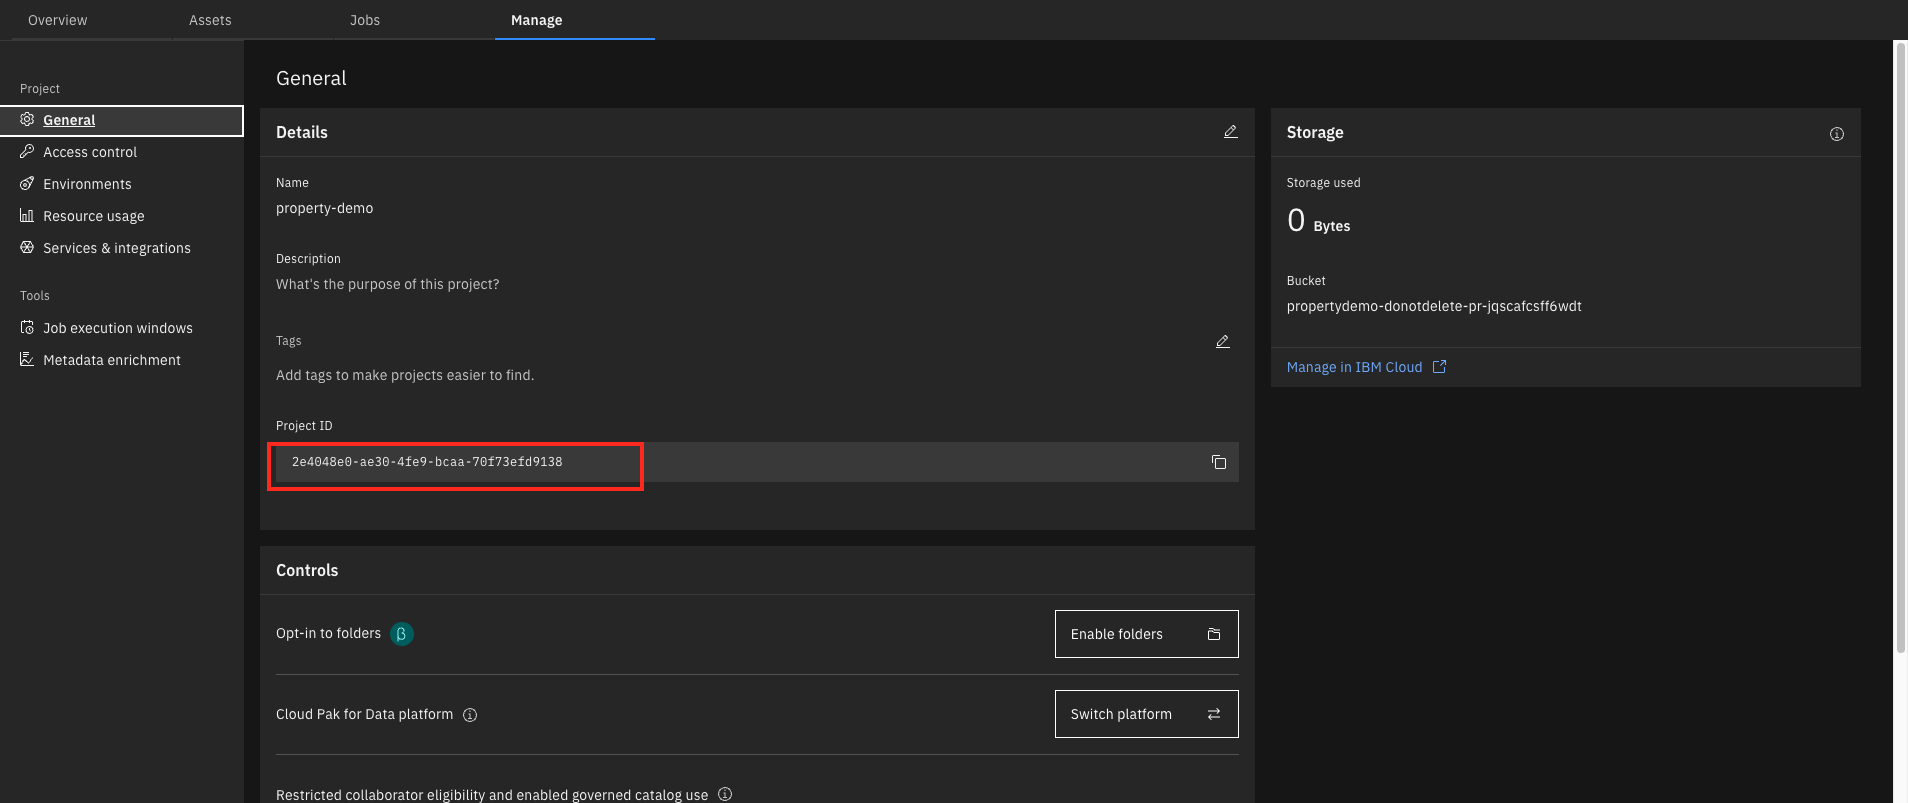 Overview Assets Jobs Manage
Project
General
Access control
Environments
Resource usage
Services & integrations
Tools
Job execution windows
Metadata enrichment
General
Details
Name
property-demo
Description
What's the purpose of this project?
Tags
Add tags to make projects easier to find.
Project ID
2e4048e0-ae30-4fe9-bcaa-70f73efd9138
Controls
Opt-in to folders β
Enable folders
Cloud Pak for Data platform
Switch platform
Restricted collaborator eligibility and enabled governed catalog use
Storage
Storage used
0 Bytes
Bucket
propertydemo-donotdelete-pr-jqscafcsff6wdt
Manage in IBM Cloud